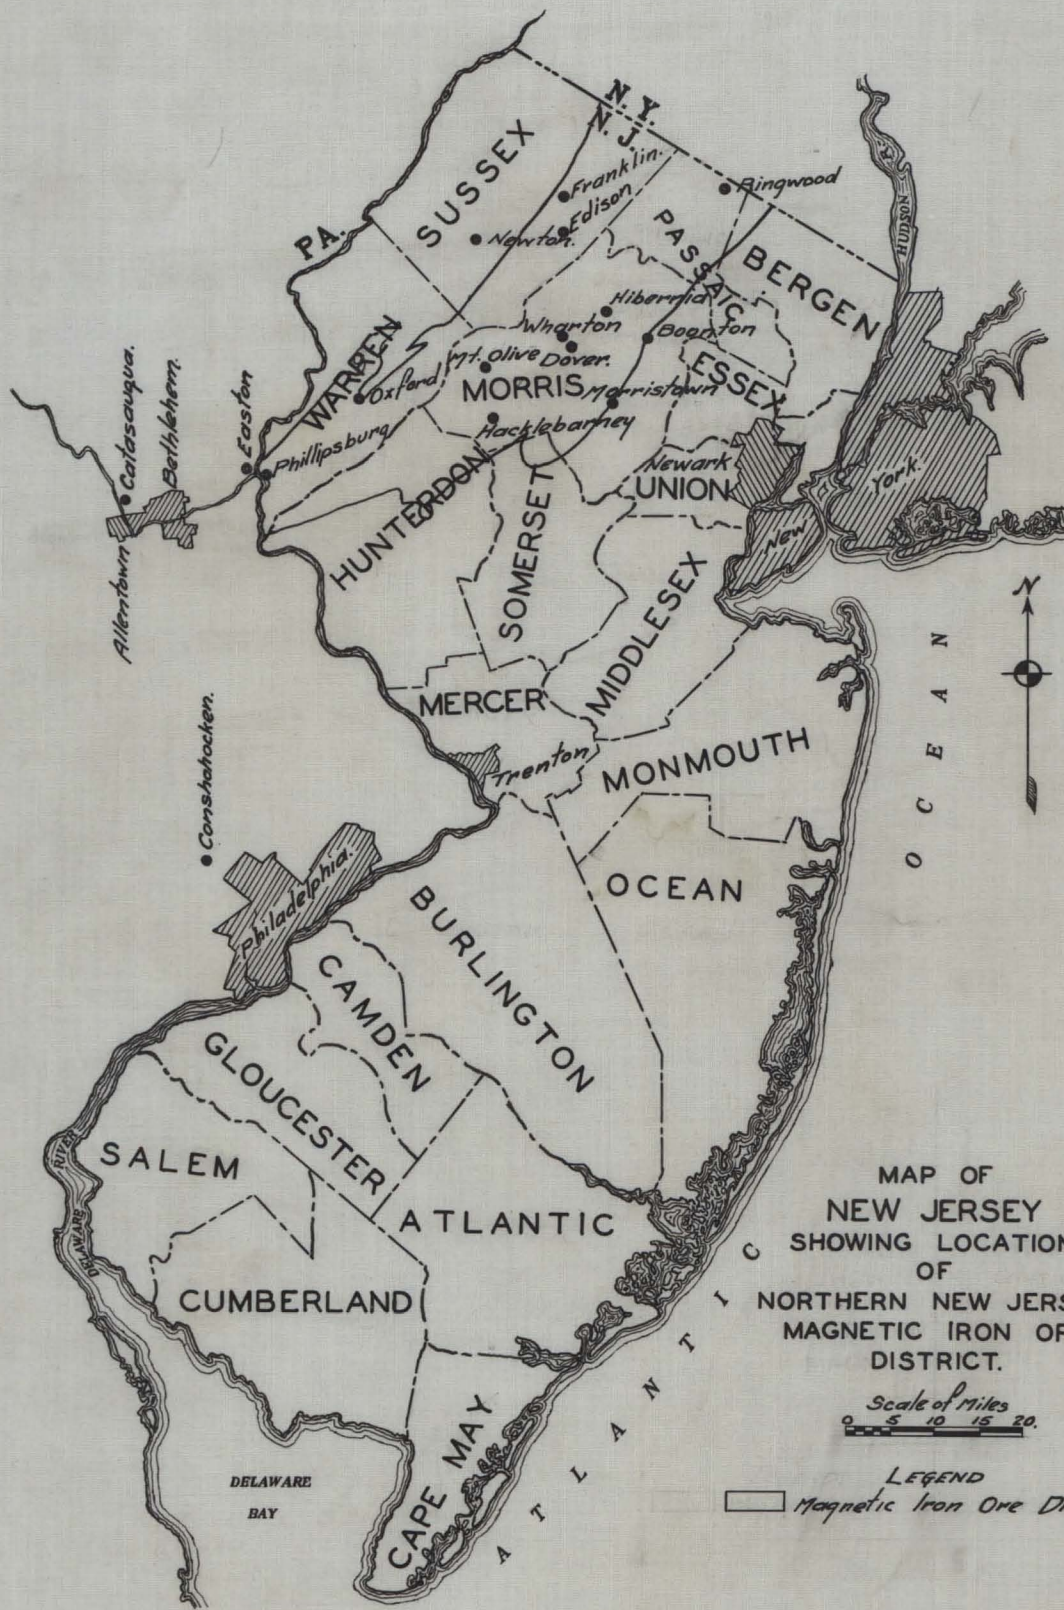 N.Y.
N.J.
PA.
SUSSEX
Franklin.
Edison
Newton.
Ringwood
PASSAIC
BERGEN
HUDSON
R.
Hibernia
Wharton
Boonton
Mt. Olive
Dover.
WARREN
Oxford
MORRIS
Morristown
ESSEX
Hacklebarney
Catasauqua.
Bethlehem.
Easton
Phillipsburg
Allentown
Newark
UNION
New
York.
HUNTERDON
SOMERSET
MIDDLESEX
MERCER
Trenton
MONMOUTH
OCEAN
N
Conshohocken.
Philadelphia.
BURLINGTON
CAMDEN
GLOUCESTER
SALEM
ATLANTIC
CUMBERLAND
CAPE MAY
DELAWARE
RIVER
DELAWARE
BAY
ATLANTIC
OCEAN
MAP OF
NEW JERSEY
SHOWING LOCATION
OF
NORTHERN NEW JERS
MAGNETIC IRON OR
DISTRICT.
Scale of Miles
0 5 10 15 20.
LEGEND
Magnetic Iron Ore D